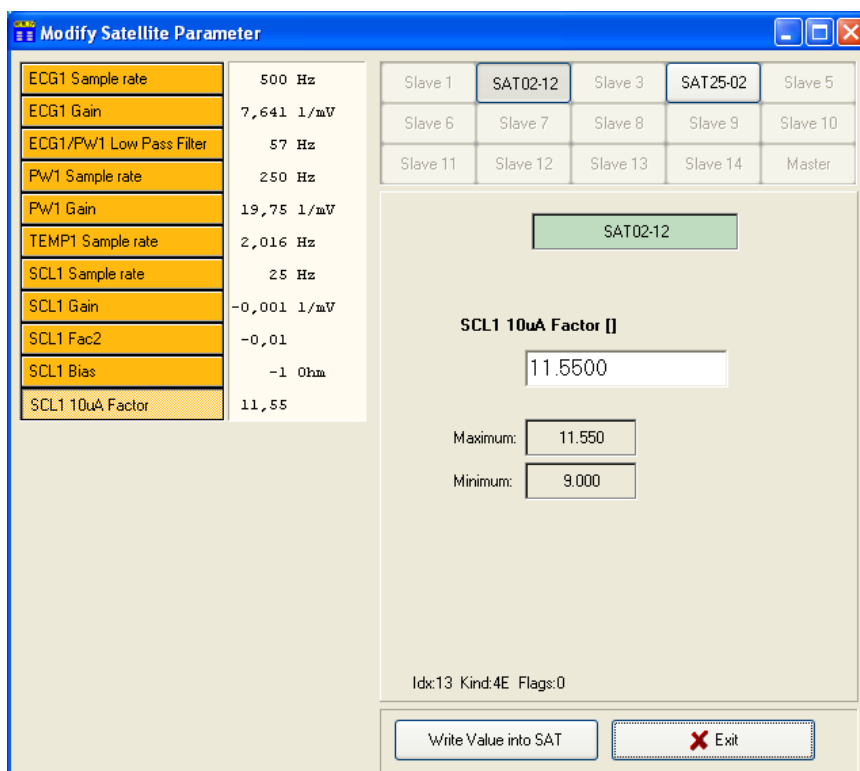 Modify Satellite Parameter
ECG1 Sample rate 500 Hz
ECG1 Gain 7,641 1/mV
ECG1/PW1 Low Pass Filter 57 Hz
PW1 Sample rate 250 Hz
PW1 Gain 19,75 1/mV
TEMP1 Sample rate 2,016 Hz
SCL1 Sample rate 25 Hz
SCL1 Gain -0,001 1/mV
SCL1 Fac2 -0,01
SCL1 Bias -1 Ohm
SCL1 10uA Factor 11,55
Slave 1 SAT02-12 Slave 3 SAT25-02 Slave 5
Slave 6 Slave 7 Slave 8 Slave 9 Slave 10
Slave 11 Slave 12 Slave 13 Slave 14 Master
SAT02-12
SCL1 10uA Factor []
11.5500
Maximum: 11.550
Minimum: 9.000
Idx:13 Kind:4E Flags:0
Write Value into SAT Exit